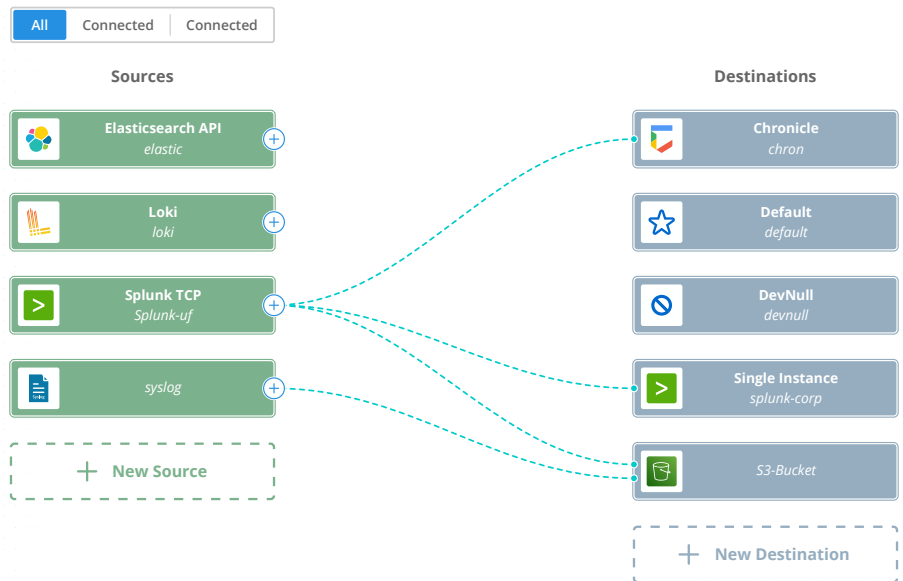 All Connected Connected
Sources Destinations
Elasticsearch API
elastic
Chronicle
chron
Loki
loki
Default
default
Splunk TCP
Splunk-uf
DevNull
devnull
syslog
Syslog
Single Instance
splunk-corp
New Source
S3-Bucket
New Destination